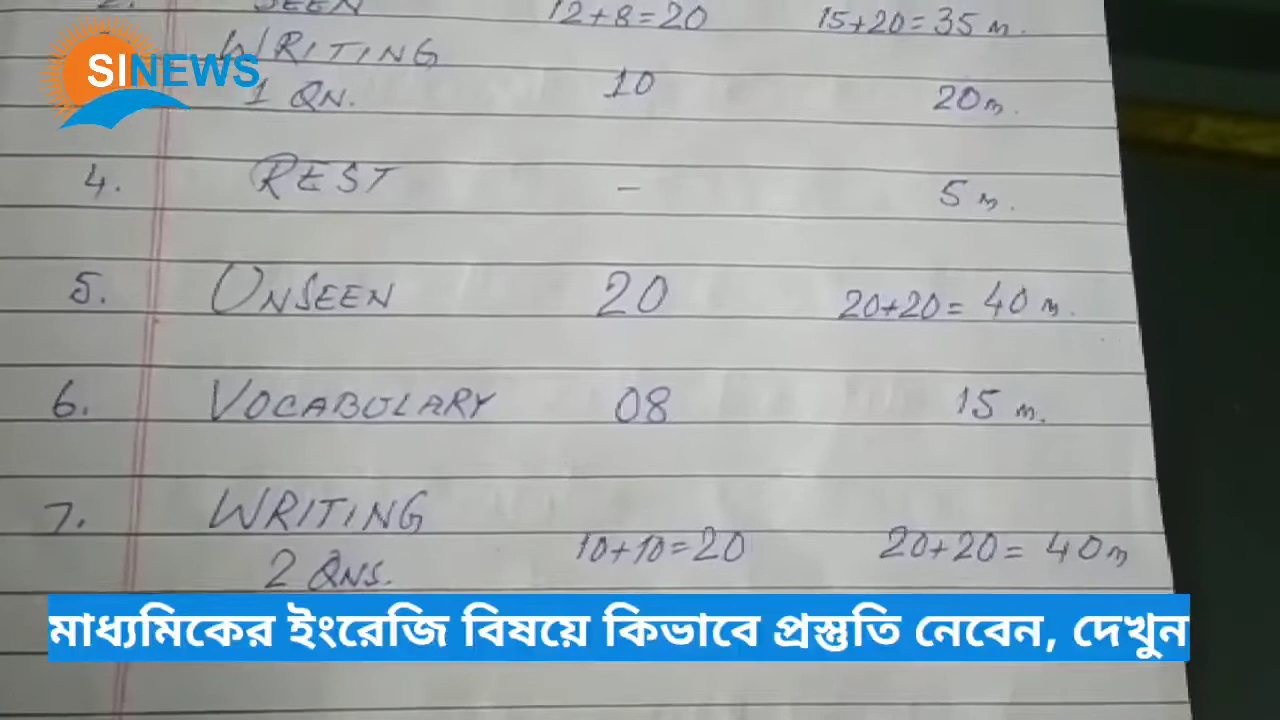 2. SEEN 12+8=20 15+20=35 m.
WRITING
1 QN. 10 20m.
4. REST - 5 m.
5. UNSEEN 20 20+20= 40 m.
6. VOCABULARY 08 15 m.
7. WRITING
2 QNS. 10+10=20 20+20= 40m
SINEWS
মাধ্যমিকের ইংরেজি বিষয়ে কিভাবে প্রস্তুতি নেবেন, দেখুন